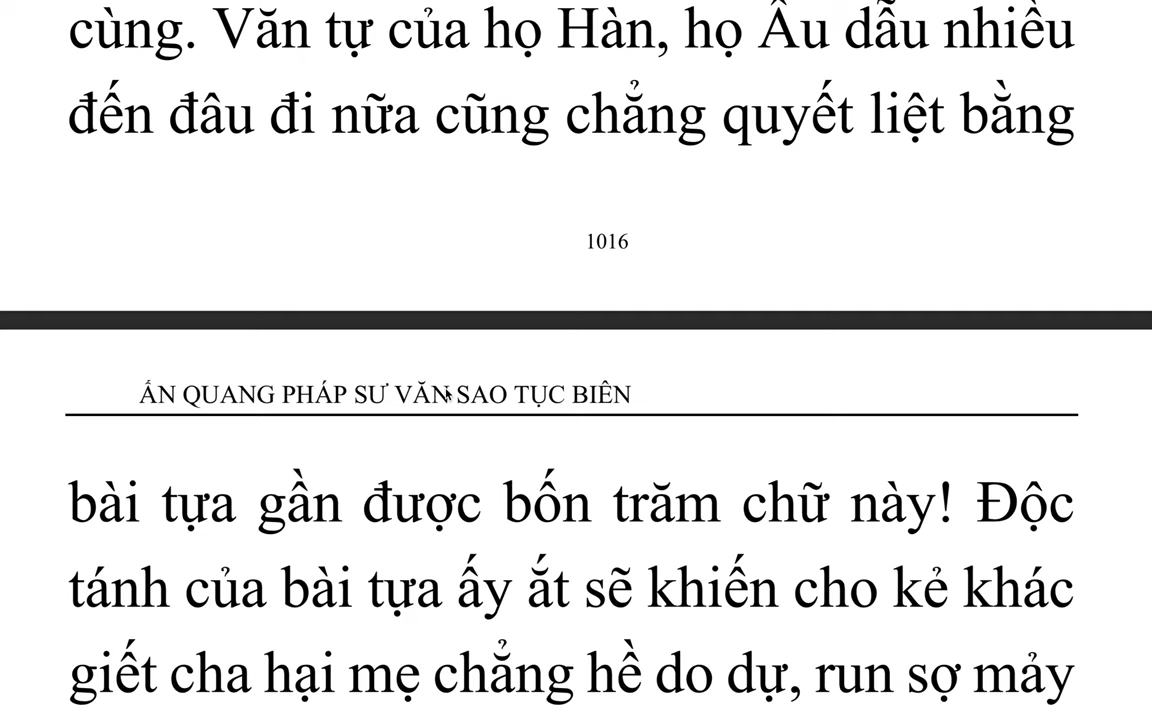 cùng. Văn tự của họ Hàn, họ Âu dẫu nhiều
đến đâu đi nữa cũng chẳng quyết liệt bằng
1016
ẤN QUANG PHÁP SƯ VĂN SAO TỤC BIÊN
bài tựa gần được bốn trăm chữ này! Độc
tánh của bài tựa ấy ắt sẽ khiến cho kẻ khác
giết cha hại mẹ chẳng hề do dự, run sợ mảy